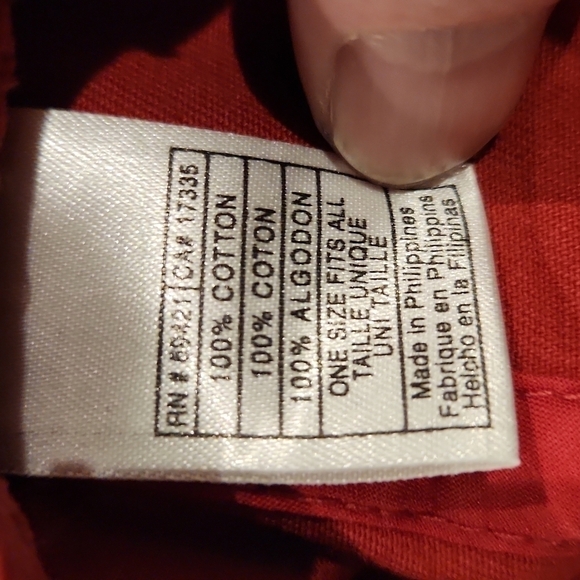 RN # CA# 17335
100% COTTON
100% COTON
100% ALGODON
ONE SIZE FITS ALL
TAILLE UNIQUE
UNI TAILLE
Made in Philippines
Fabrique en Philippins
Helcho en la Filipinas